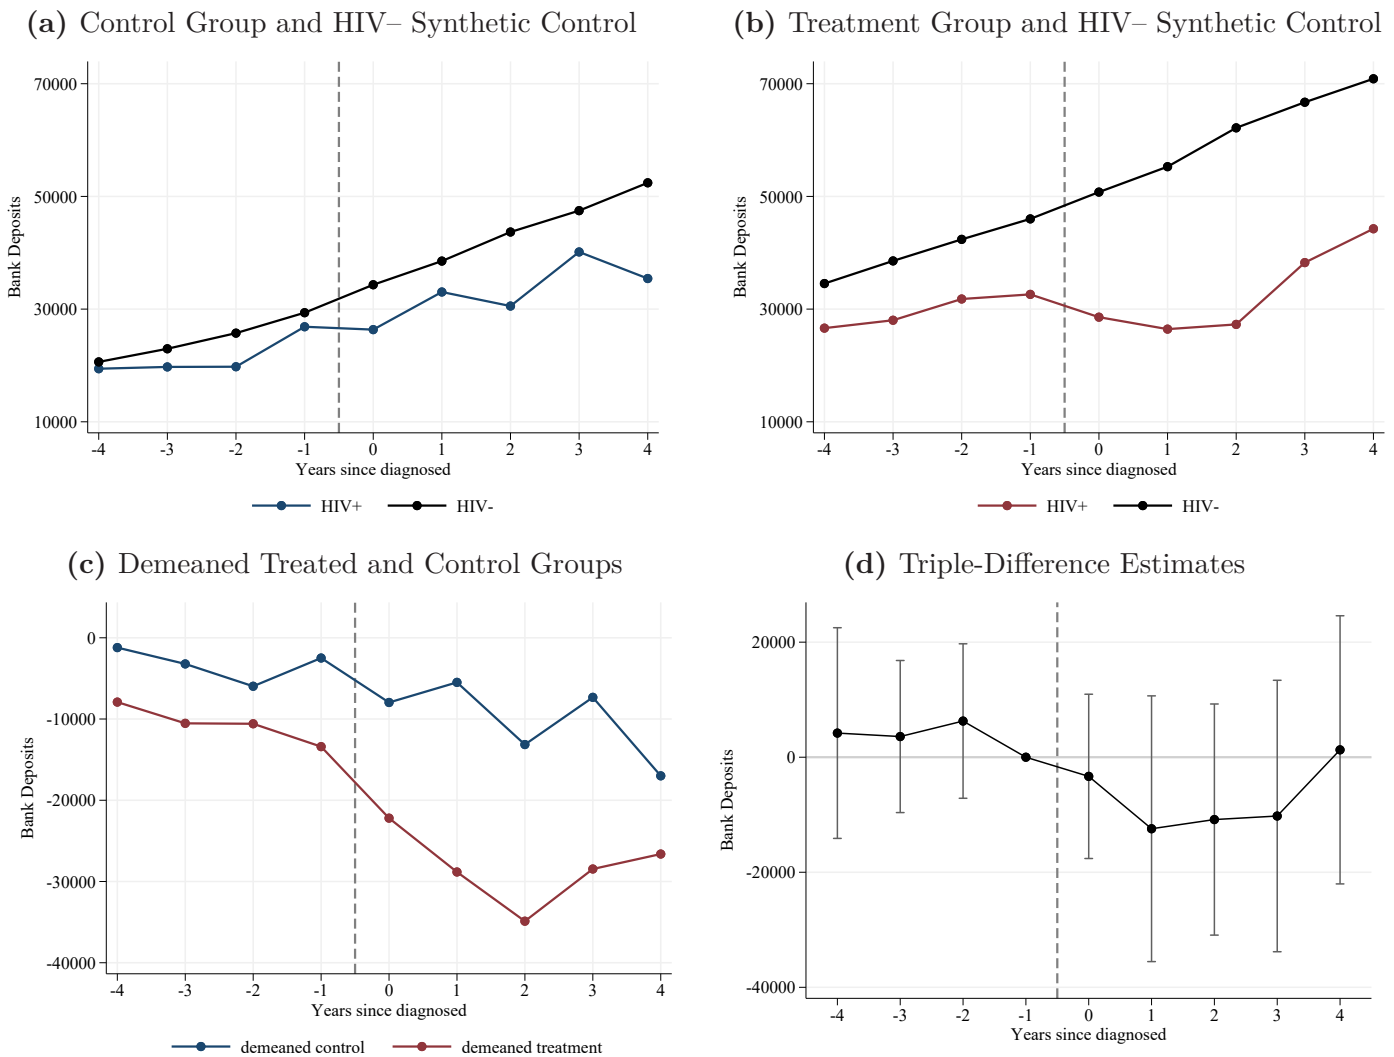 (a) Control Group and HIV– Synthetic Control
70000
50000
30000
10000
Bank Deposits
-4 -3 -2 -1 0 1 2 3 4
Years since diagnosed
HIV+ HIV-
(b) Treatment Group and HIV– Synthetic Control
70000
50000
30000
10000
Bank Deposits
-4 -3 -2 -1 0 1 2 3 4
Years since diagnosed
HIV+ HIV-
(c) Demeaned Treated and Control Groups
0
-10000
-20000
-30000
-40000
Bank Deposits
-4 -3 -2 -1 0 1 2 3 4
Years since diagnosed
demeaned control demeaned treatment
(d) Triple-Difference Estimates
20000
0
-20000
-40000
Bank Deposits
-4 -3 -2 -1 0 1 2 3 4
Years since diagnosed